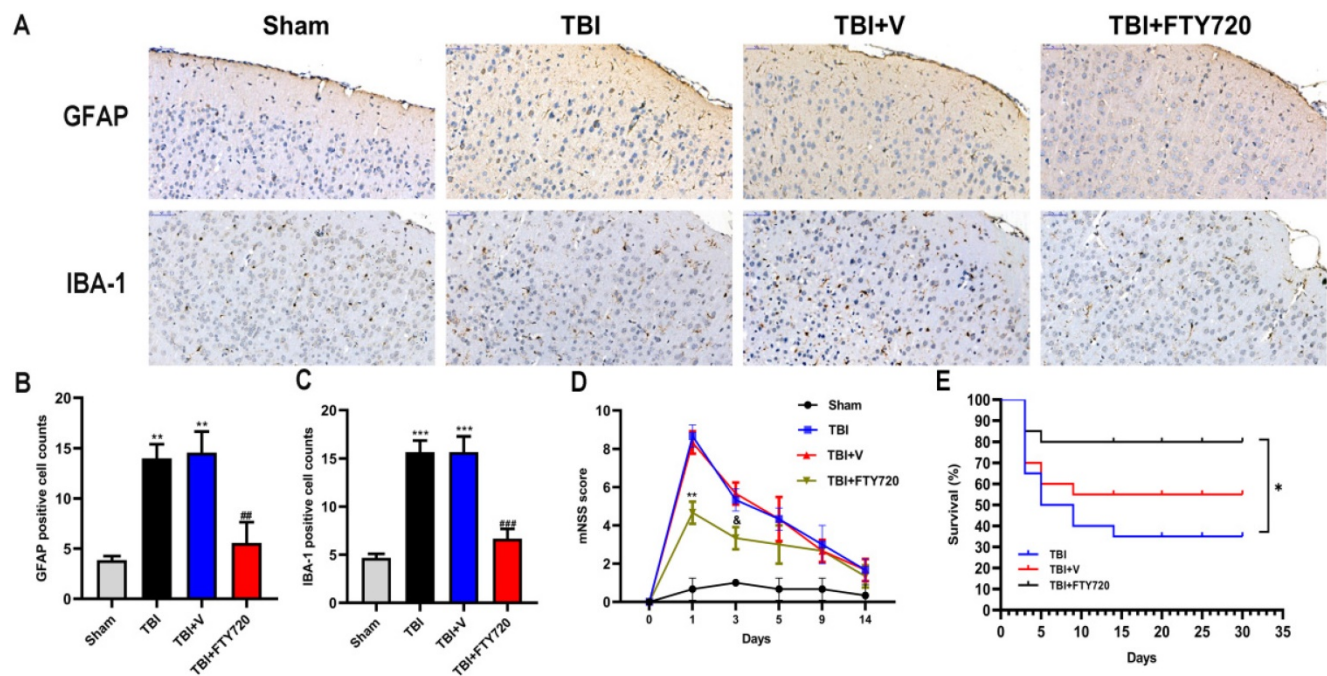 A
Sham
TBI
TBI+V
TBI+FTY720
GFAP
IBA-1
B
GFAP positive cell counts
20
15
10
5
0
**
**
##
Sham
TBI
TBI+V
TBI+FTY720
C
IBA-1 positive cell counts
20
15
10
5
0
***
***
###
Sham
TBI
TBI+V
TBI+FTY720
D
mNSS score
10
8
6
4
2
0
**
&
Sham
TBI
TBI+V
TBI+FTY720
0
1
3
5
9
14
Days
E
Survival (%)
100
90
80
70
60
50
40
30
20
10
0
*
TBI
TBI+V
TBI+FTY720
0
5
10
15
20
25
30
35
Days